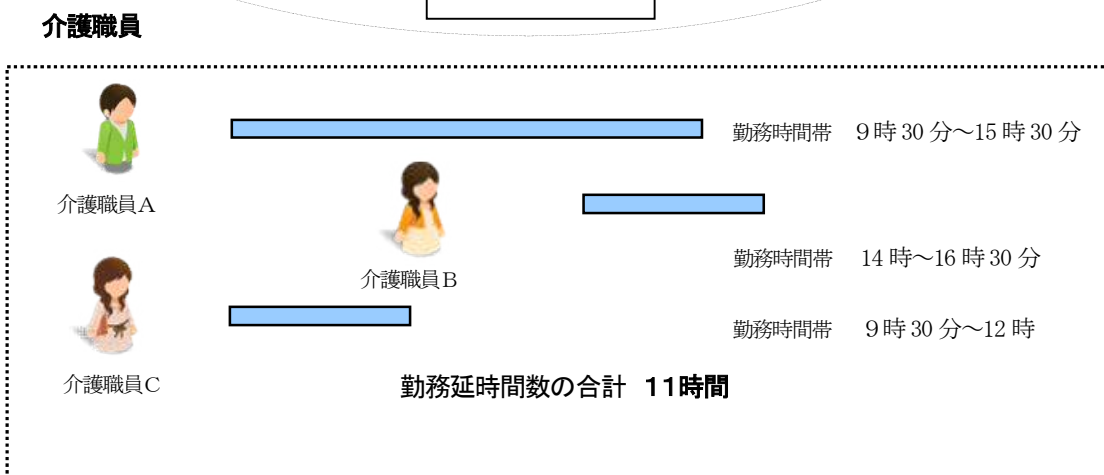 介護職員
勤務時間帯　9時30分～15時30分
介護職員A
勤務時間帯　14時～16時30分
介護職員B
勤務時間帯　9時30分～12時
介護職員C
勤務延時間数の合計　11時間